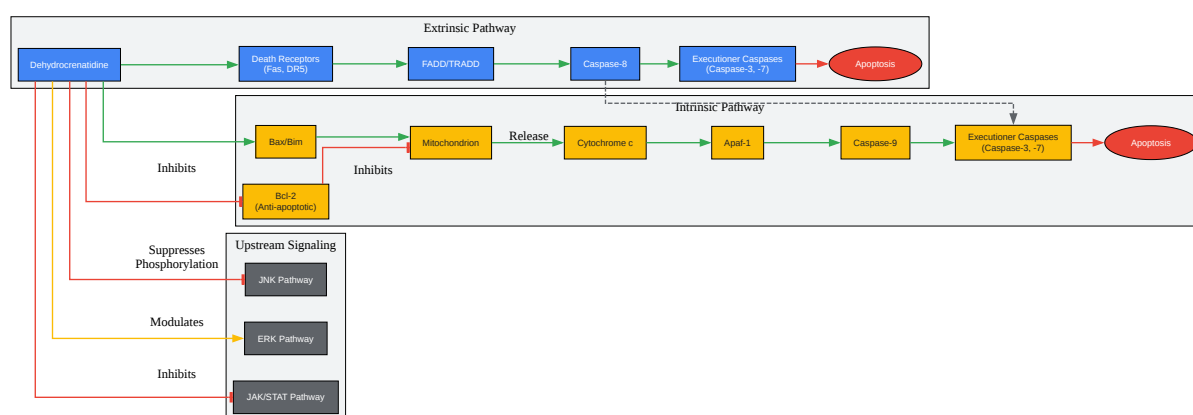 Extrinsic Pathway
Dehydrocrenatidine
Death Receptors
(Fas, DR5)
FADD/TRADD
Caspase-8
Executioner Caspases
(Caspase-3, -7)
Apoptosis
Intrinsic Pathway
Bax/Bim
Mitochondrion
Release
Cytochrome c
Apaf-1
Caspase-9
Executioner Caspases
(Caspase-3, -7)
Apoptosis
Inhibits
Inhibits
Bcl-2
(Anti-apoptotic)
Upstream Signaling
Suppresses
Phosphorylation
JNK Pathway
Modulates
ERK Pathway
Inhibits
JAK/STAT Pathway